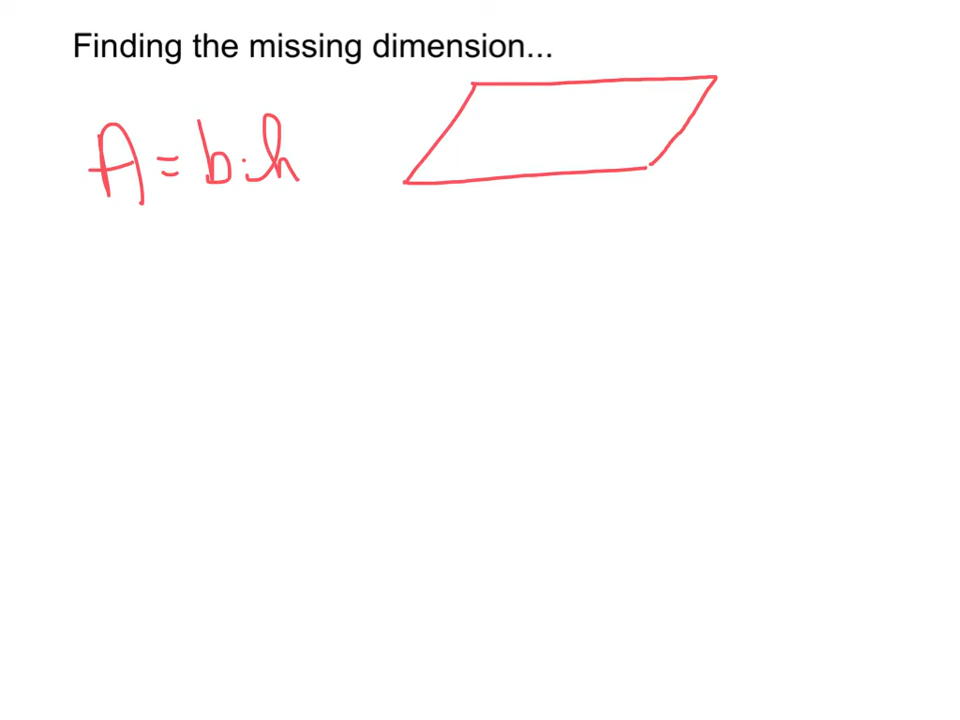 Finding the missing dimension...
A = b·h